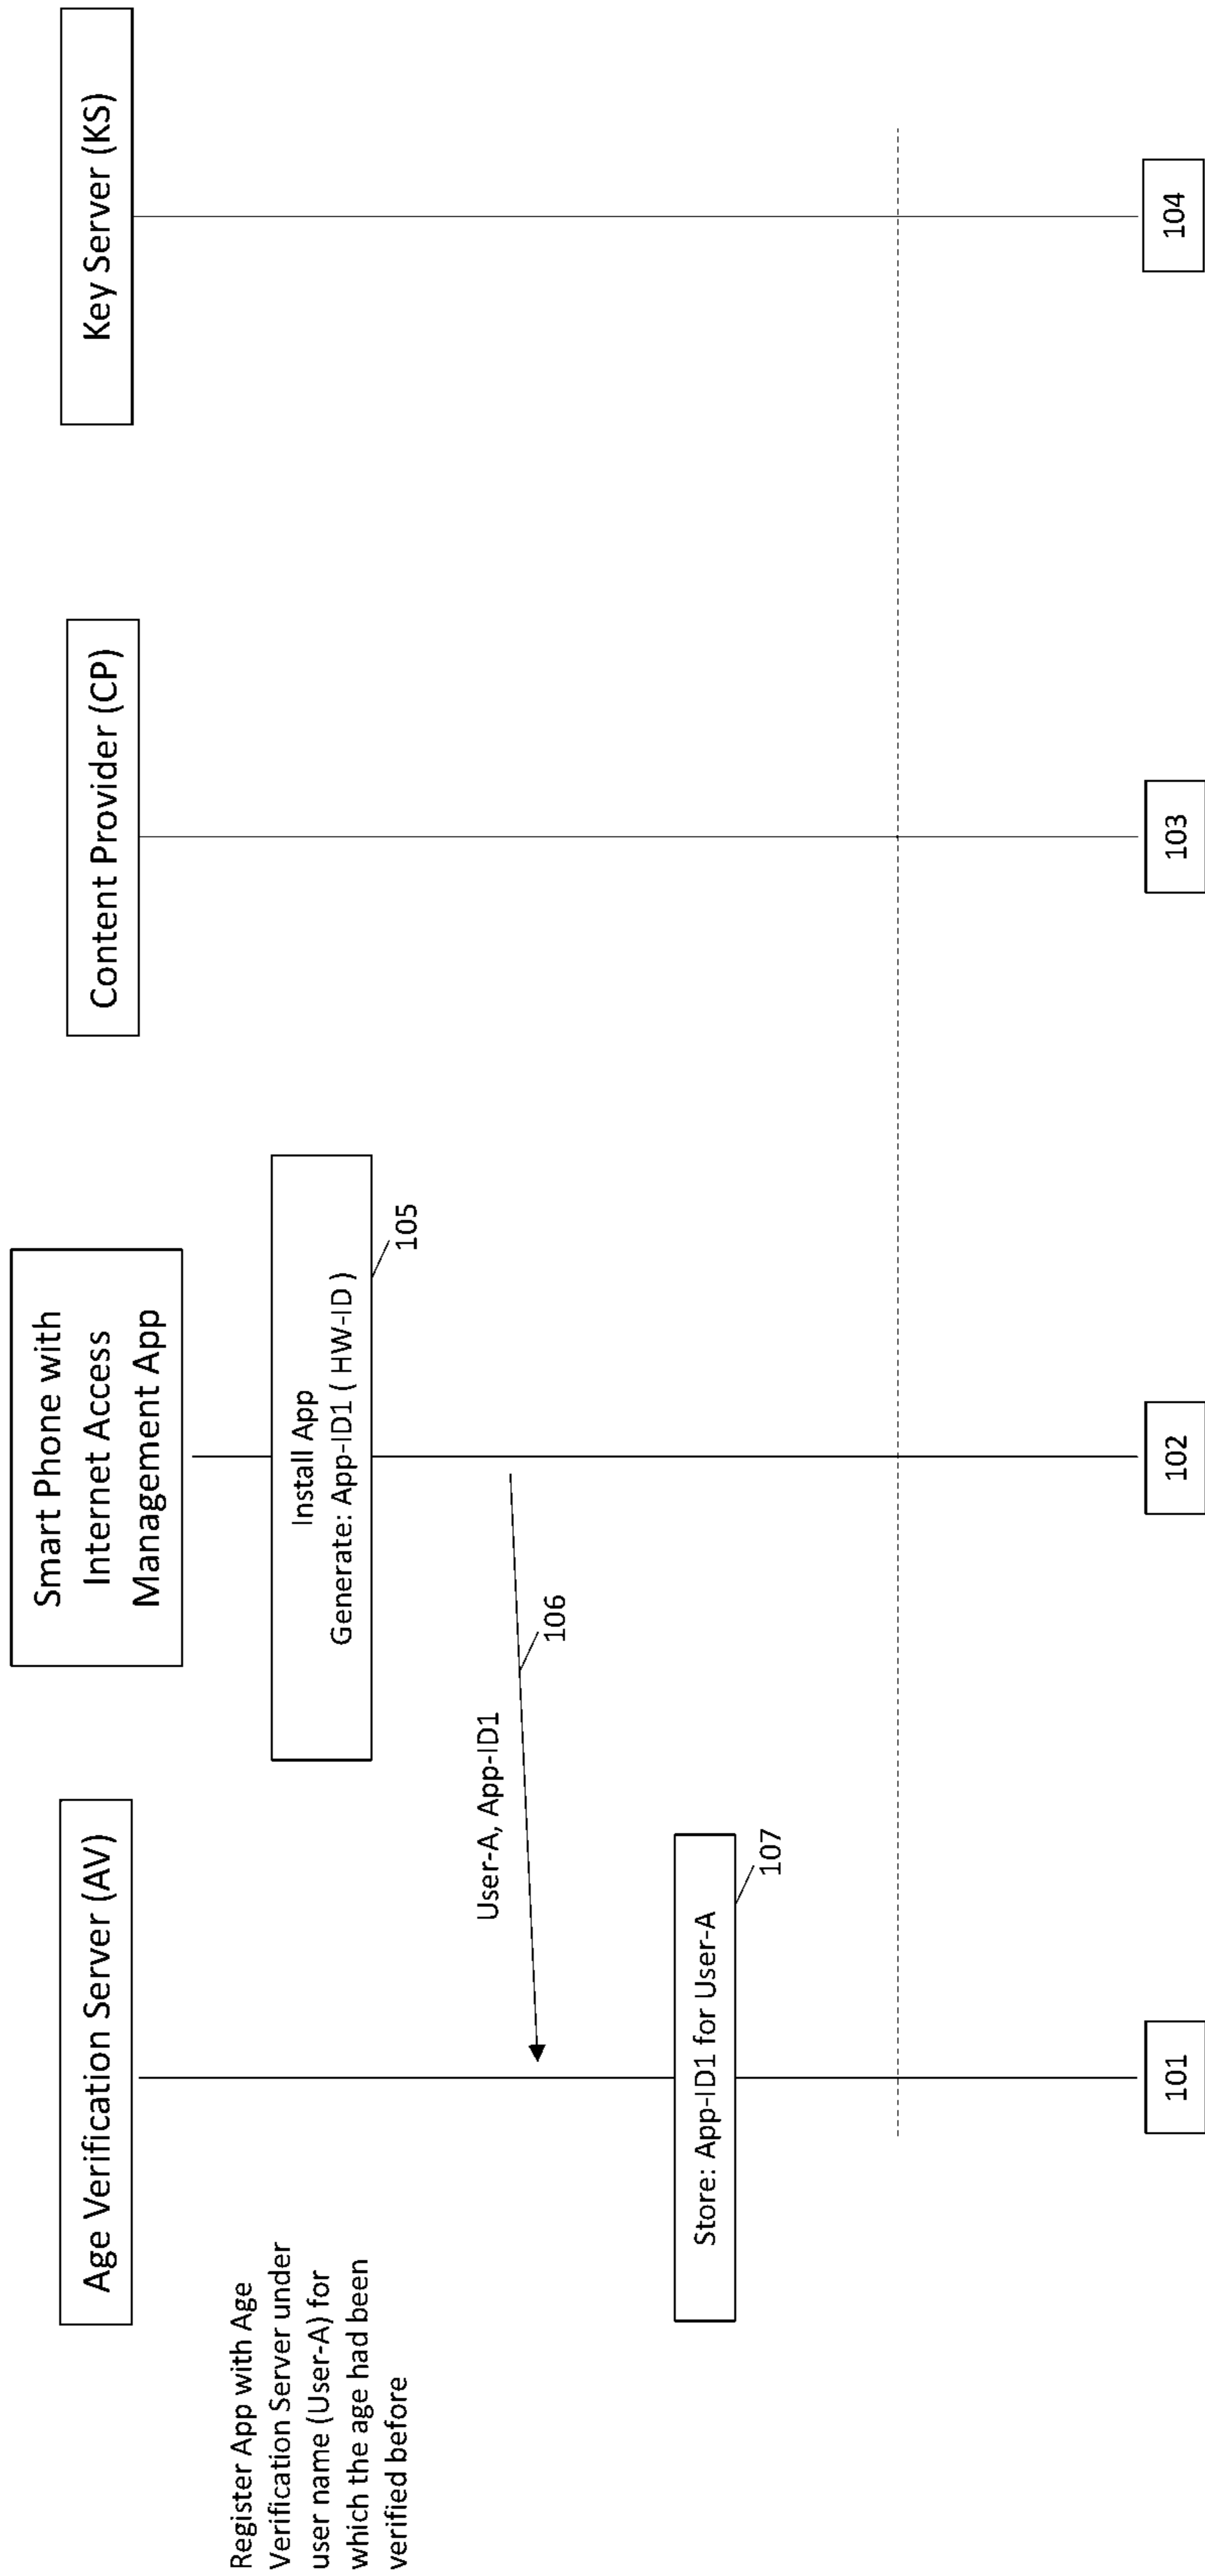 Age Verification Server (AV)
Smart Phone with
Internet Access
Management App
Content Provider (CP)
Key Server (KS)
Register App with Age
Verification Server under
user name (User-A) for
which the age had been
verified before
Install App
Generate: App-ID1 ( HW-ID )
105
User-A, App-ID1
106
Store: App-ID1 for User-A
107
101
102
103
104